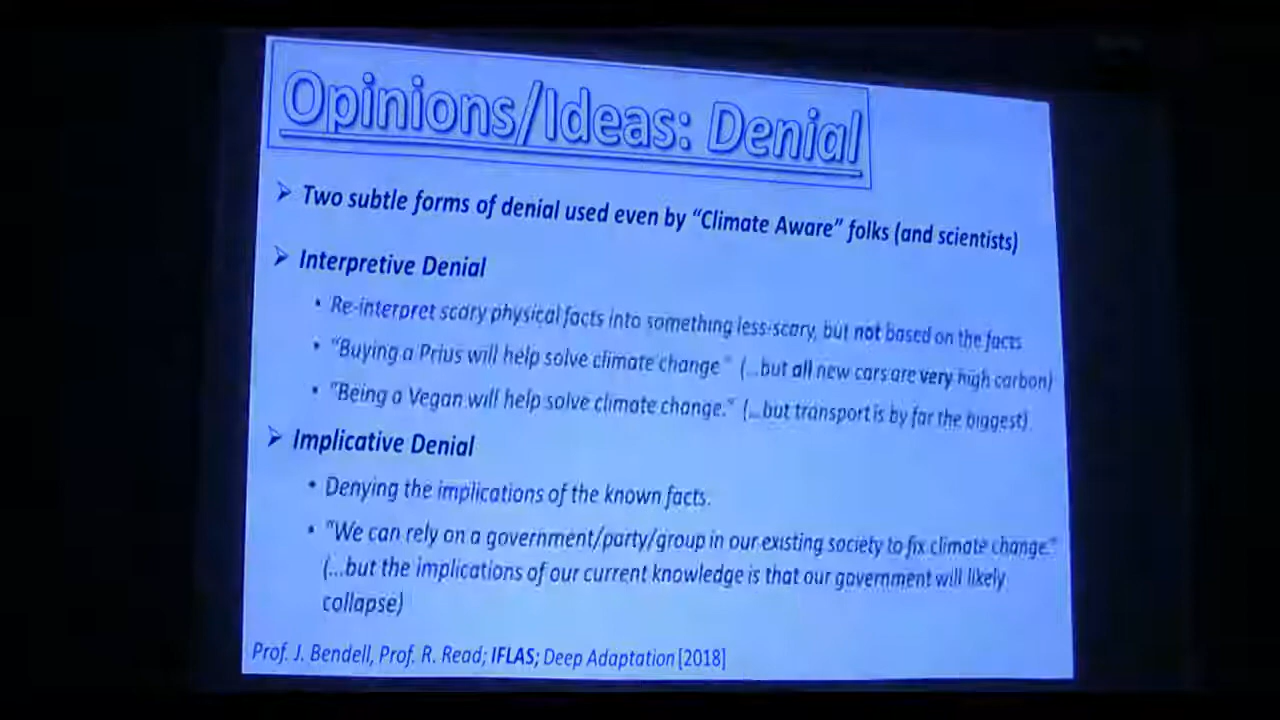 Opinions/Ideas: Denial
➢ Two subtle forms of denial used even by “Climate Aware” folks (and scientists)
➢ Interpretive Denial
• Re-interpret scary physical facts into something less-scary, but not based on the facts
• "Buying a Prius will help solve climate change" (...but all new cars are very high carbon)
• "Being a Vegan will help solve climate change." (...but transport is by far the biggest).
➢ Implicative Denial
• Denying the implications of the known facts.
• "We can rely on a government/party/group in our existing society to fix climate change."
(...but the implications of our current knowledge is that our government will likely
collapse)
Prof. J. Bendell, Prof. R. Read; IFLAS; Deep Adaptation [2018]